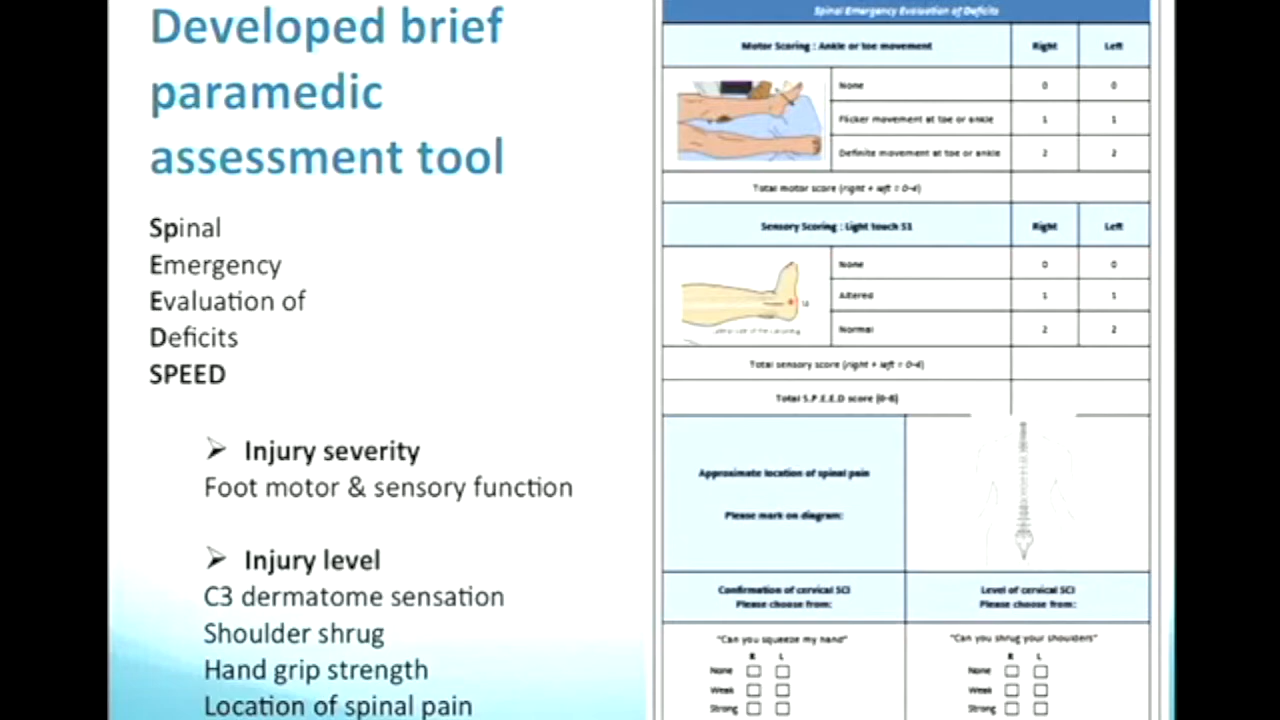 Developed brief
paramedic
assessment tool
Spinal
Emergency
Evaluation of
Deficits
SPEED
Injury severity
Foot motor & sensory function
Injury level
C3 dermatome sensation
Shoulder shrug
Hand grip strength
Location of spinal pain
Spinal Emergency Evaluation of Deficits
Motor Scoring : Ankle or toe movement Right Left
None 0 0
Flicker movement at toe or ankle 1 1
Definite movement at toe or ankle 2 2
Total motor score (right + left = 0-4)
Sensory Scoring : Light touch S1 Right Left
None 0 0
Altered 1 1
Normal 2 2
Total sensory score (right + left = 0-4)
Total S.P.E.E.D score (0-8)
Approximate location of spinal pain
Please mark on diagram:
Confirmation of cervical SCI
Please choose from:
Level of cervical SCI
Please choose from:
"Can you squeeze my hand"
R L
None
Weak
Strong
"Can you shrug your shoulders"
R L
None
Weak
Strong